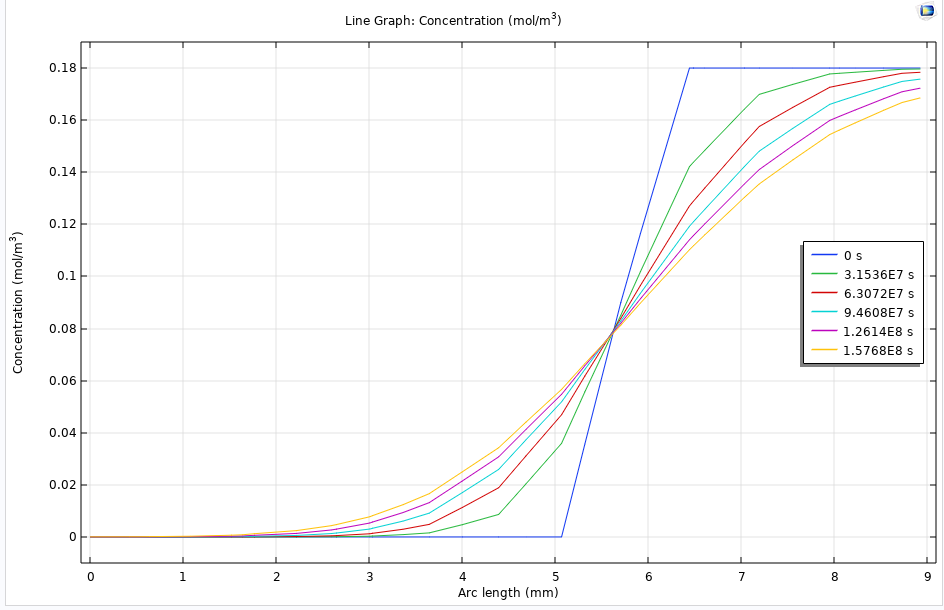 Line Graph: Concentration (mol/m³)
Concentration (mol/m³)
0.18
0.16
0.14
0.12
0.1
0.08
0.06
0.04
0.02
0
0 s
3.1536E7 s
6.3072E7 s
9.4608E7 s
1.2614E8 s
1.5768E8 s
0 1 2 3 4 5 6 7 8 9
Arc length (mm)